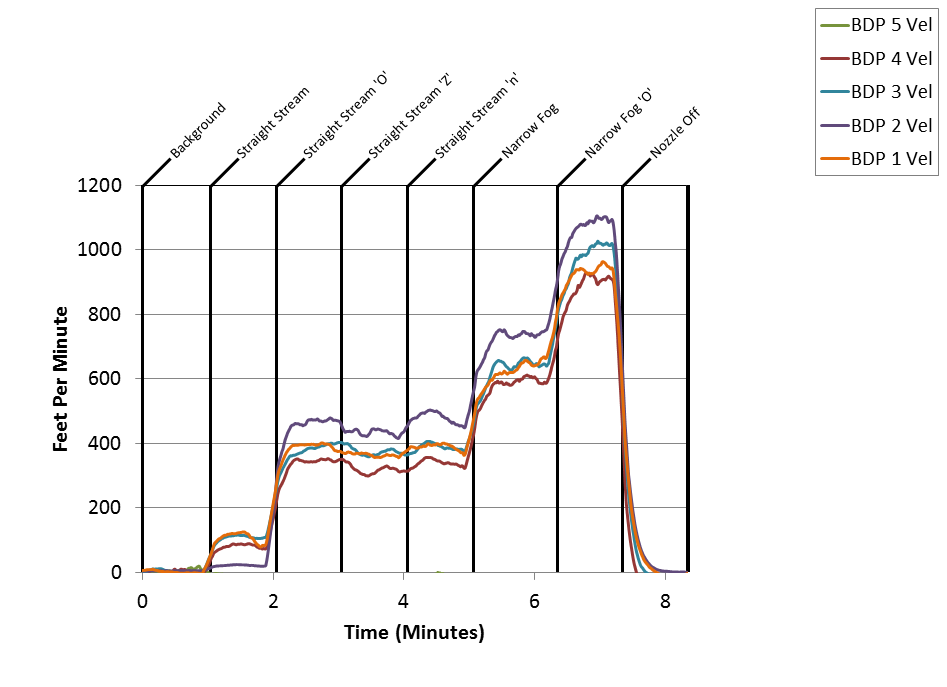 BDP 5 Vel
BDP 4 Vel
BDP 3 Vel
BDP 2 Vel
BDP 1 Vel
Background
Straight Stream
Straight Stream 'O'
Straight Stream 'Z'
Straight Stream 'n'
Narrow Fog
Narrow Fog 'O'
Nozzle Off
1200
1000
800
600
400
200
0
Feet Per Minute
0 2 4 6 8
Time (Minutes)